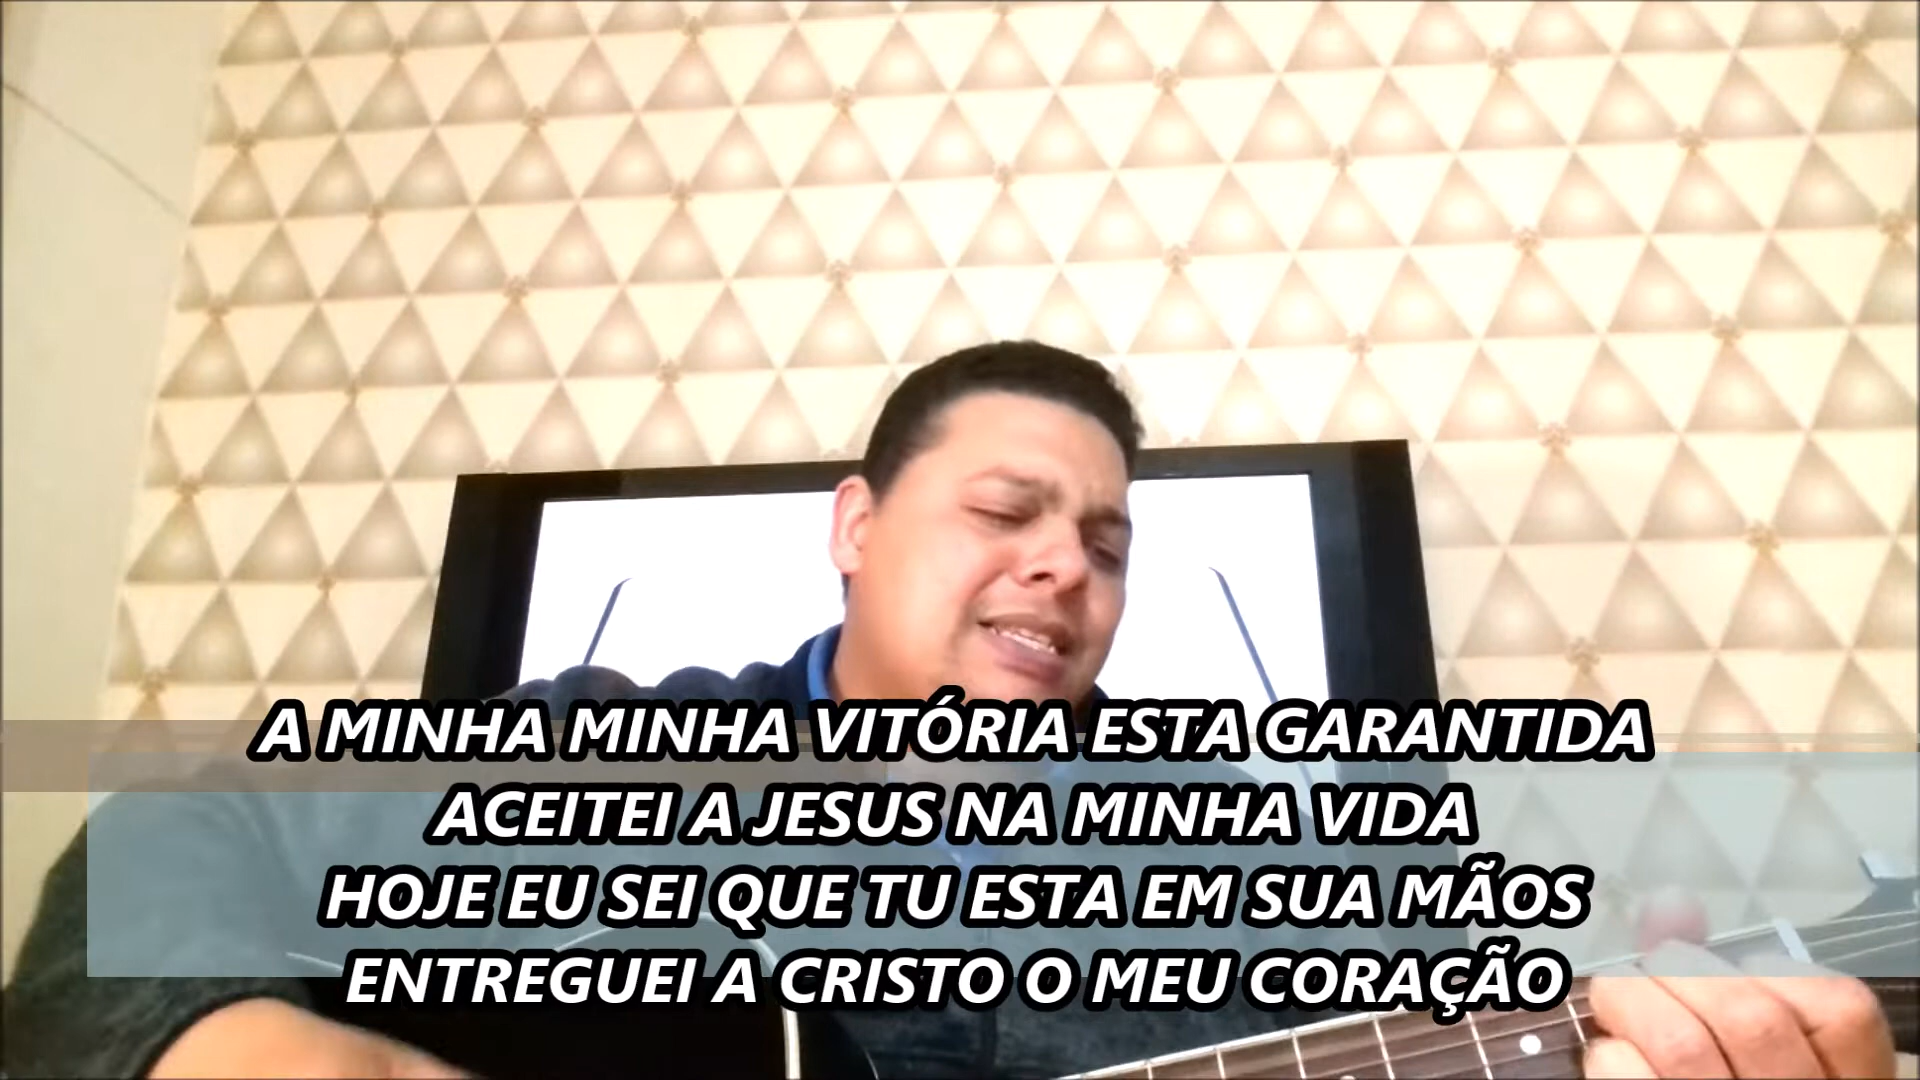 A MINHA MINHA VITÓRIA ESTA GARANTIDA
ACEITEI A JESUS NA MINHA VIDA
HOJE EU SEI QUE TU ESTA EM SUA MÃOS
ENTREGUEI A CRISTO O MEU CORAÇÃO